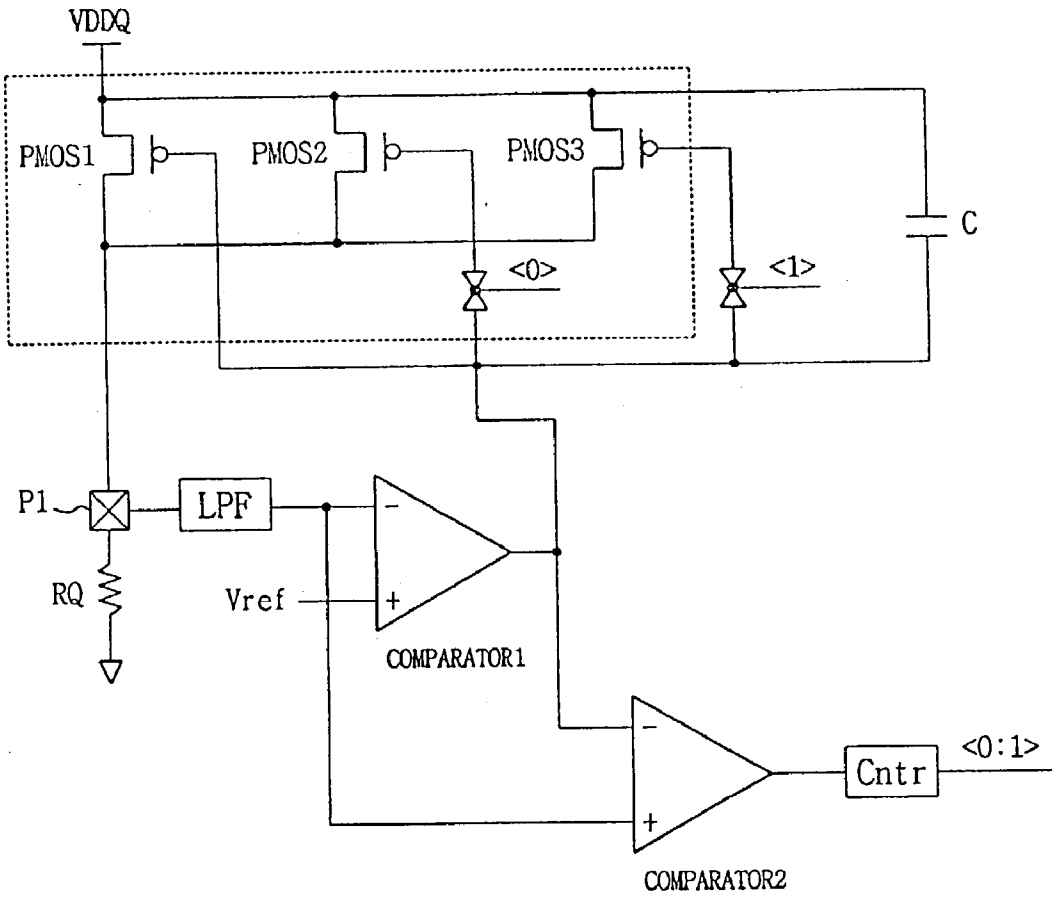 VDDQ
PMOS1
PMOS2
PMOS3
C
<0>
<1>
P1
LPF
-
RQ
Vref
+
COMPARATOR1
-
<0:1>
Cntr
+
COMPARATOR2